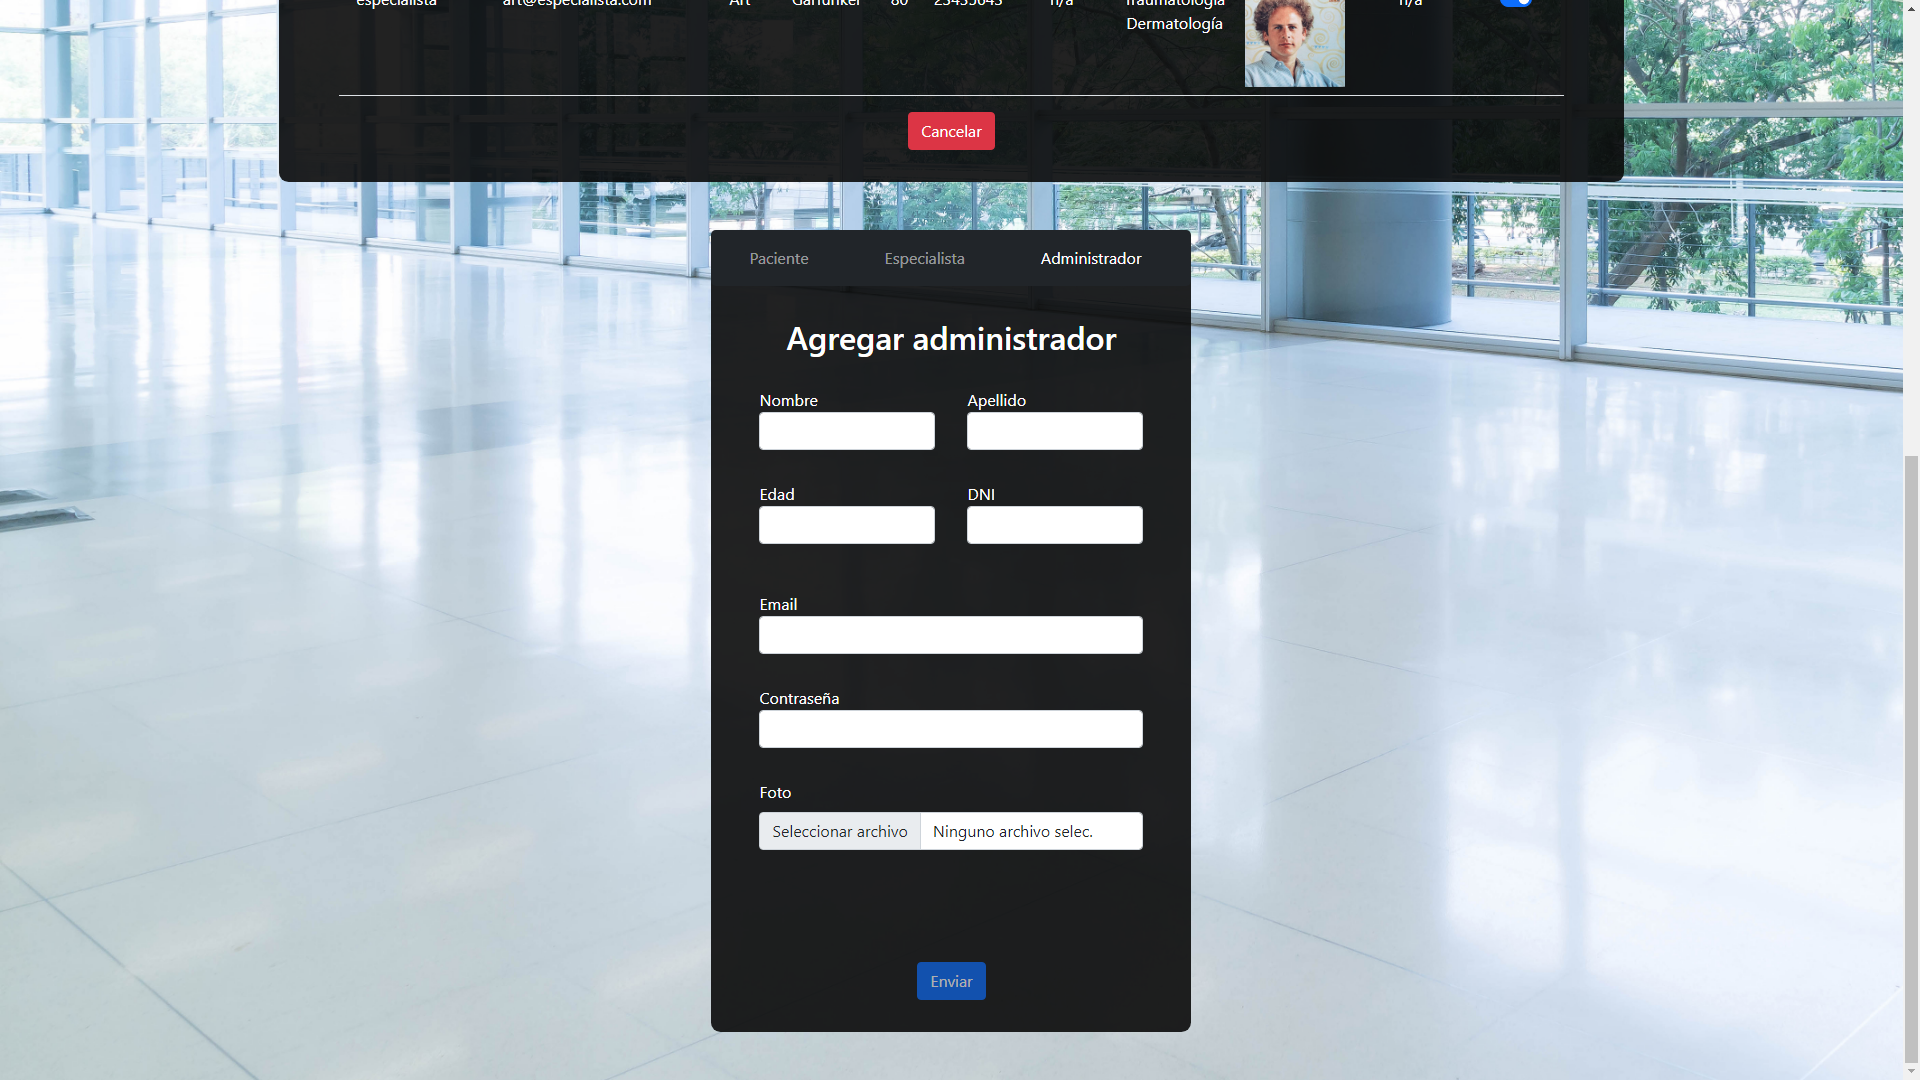 especialista art@especialista.com Art Garfunkel 80 23435643 n/a Traumatología n/a
Dermatología
Cancelar
Paciente Especialista Administrador
Agregar administrador
Nombre Apellido
Edad DNI
Email
Contraseña
Foto
Seleccionar archivo Ninguno archivo selec.
Enviar